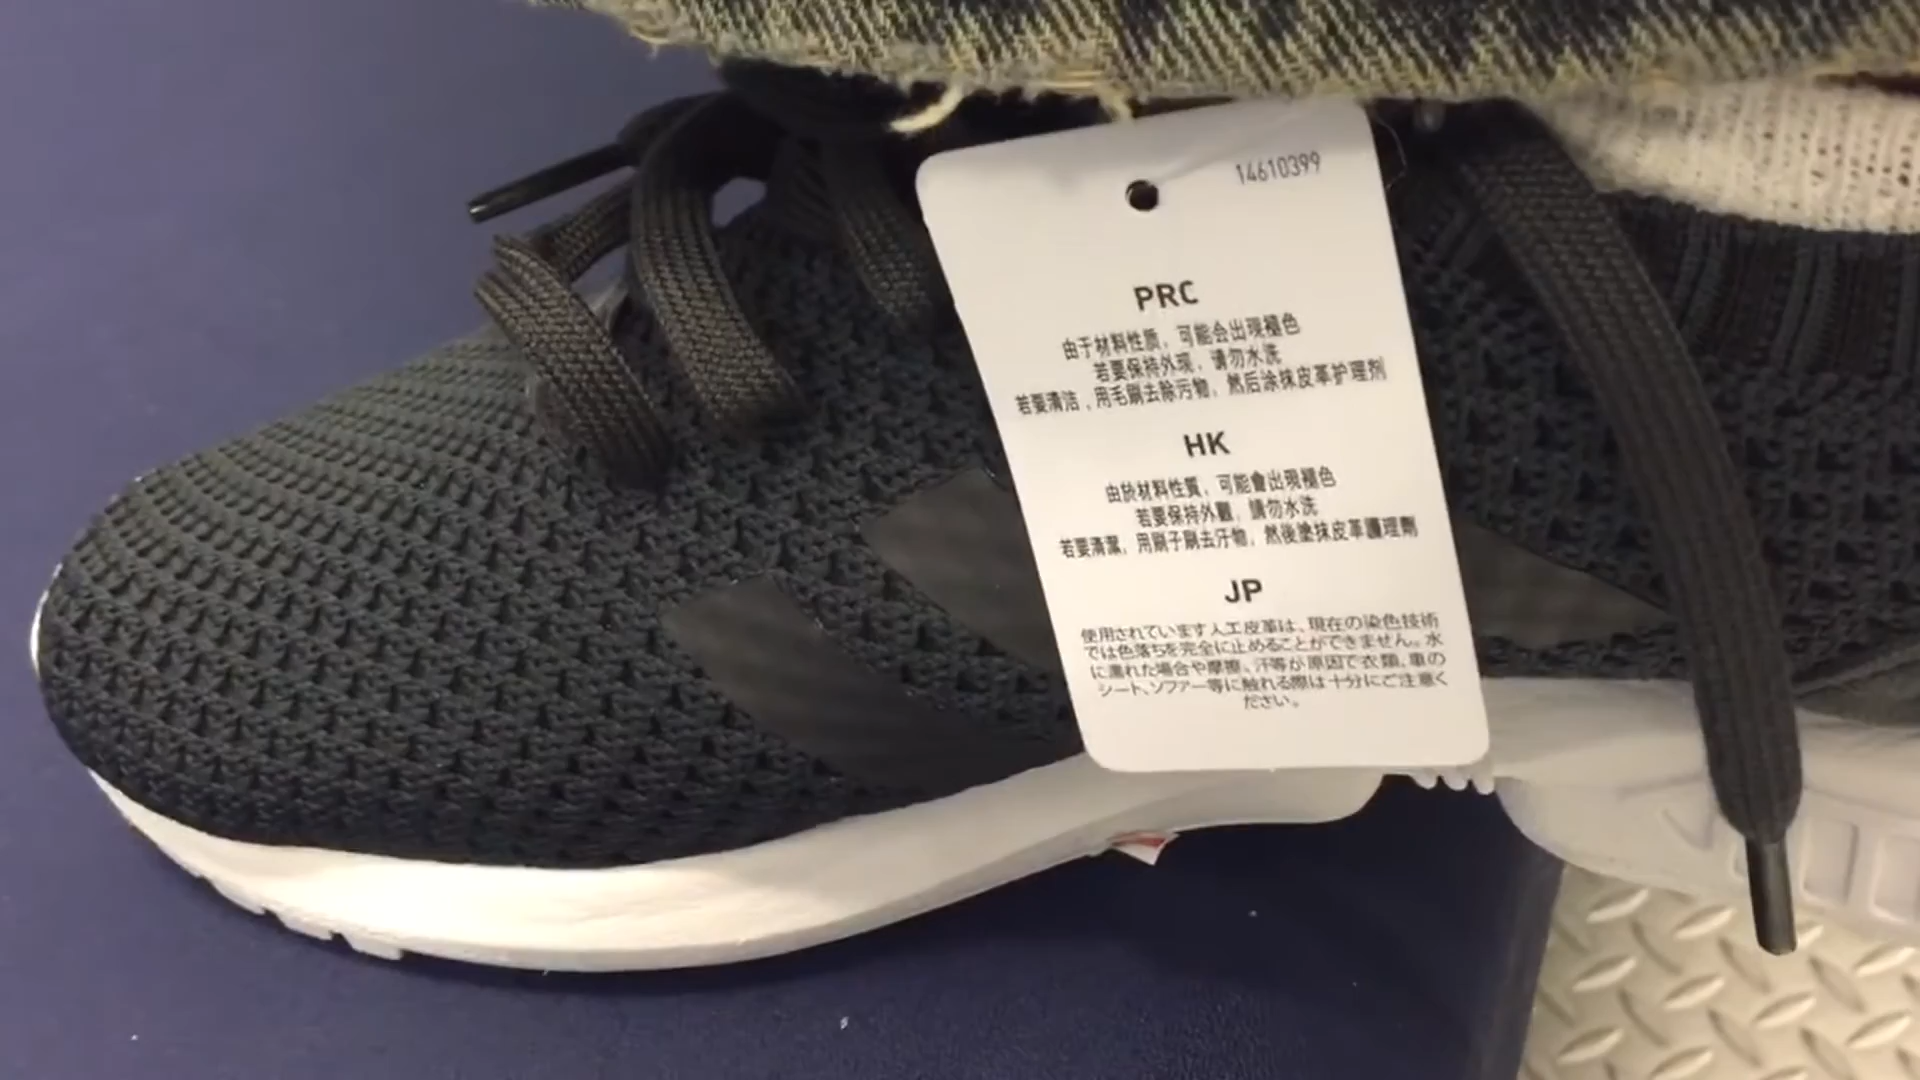 14610399
PRC
由于材料性质，可能会出现褪色
若要保持外观，请勿水洗
若要清洁，用毛刷去除污物，然后涂抹皮革护理剂
HK
由於材料性質，可能會出現褪色
若要保持外觀，請勿水洗
若要清潔，用刷子刷去汙物，然後塗抹皮革護理劑
JP
使用されています人工皮革は、現在の染色技術
では色落ちを完全に止めることができません。水
に濡れた場合や摩擦、汗等が原因で衣類、車の
シート、ソファー等に触れる際は十分にご注意く
ださい。